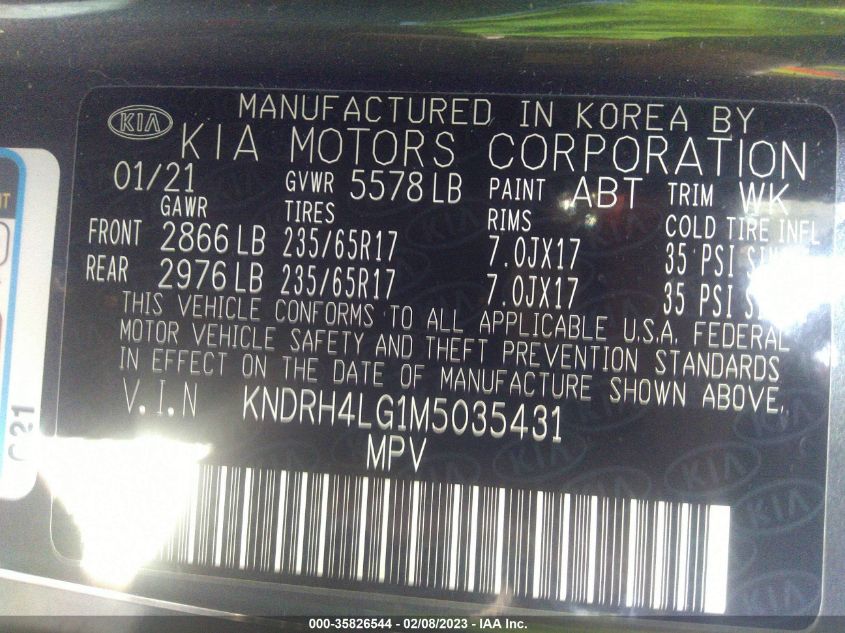 MANUFACTURED IN KOREA BY
KIA KIA MOTORS CORPORATION
01/21 GVWR 5578 LB PAINT ABT TRIM WK
GAWR TIRES RIMS COLD TIRE INFL
FRONT 2866 LB 235/65R17 7.0JX17 35 PSI
REAR 2976 LB 235/65R17 7.0JX17 35 PSI
THIS VEHICLE CONFORMS TO ALL APPLICABLE U.S.A. FEDERAL
MOTOR VEHICLE SAFETY AND THEFT PREVENTION STANDARDS
IN EFFECT ON THE DATE OF MANUFACTURE SHOWN ABOVE.
V.I.N KNDRH4LG1M5035431
MPV
000-35826544 - 02/08/2023 - IAA Inc.